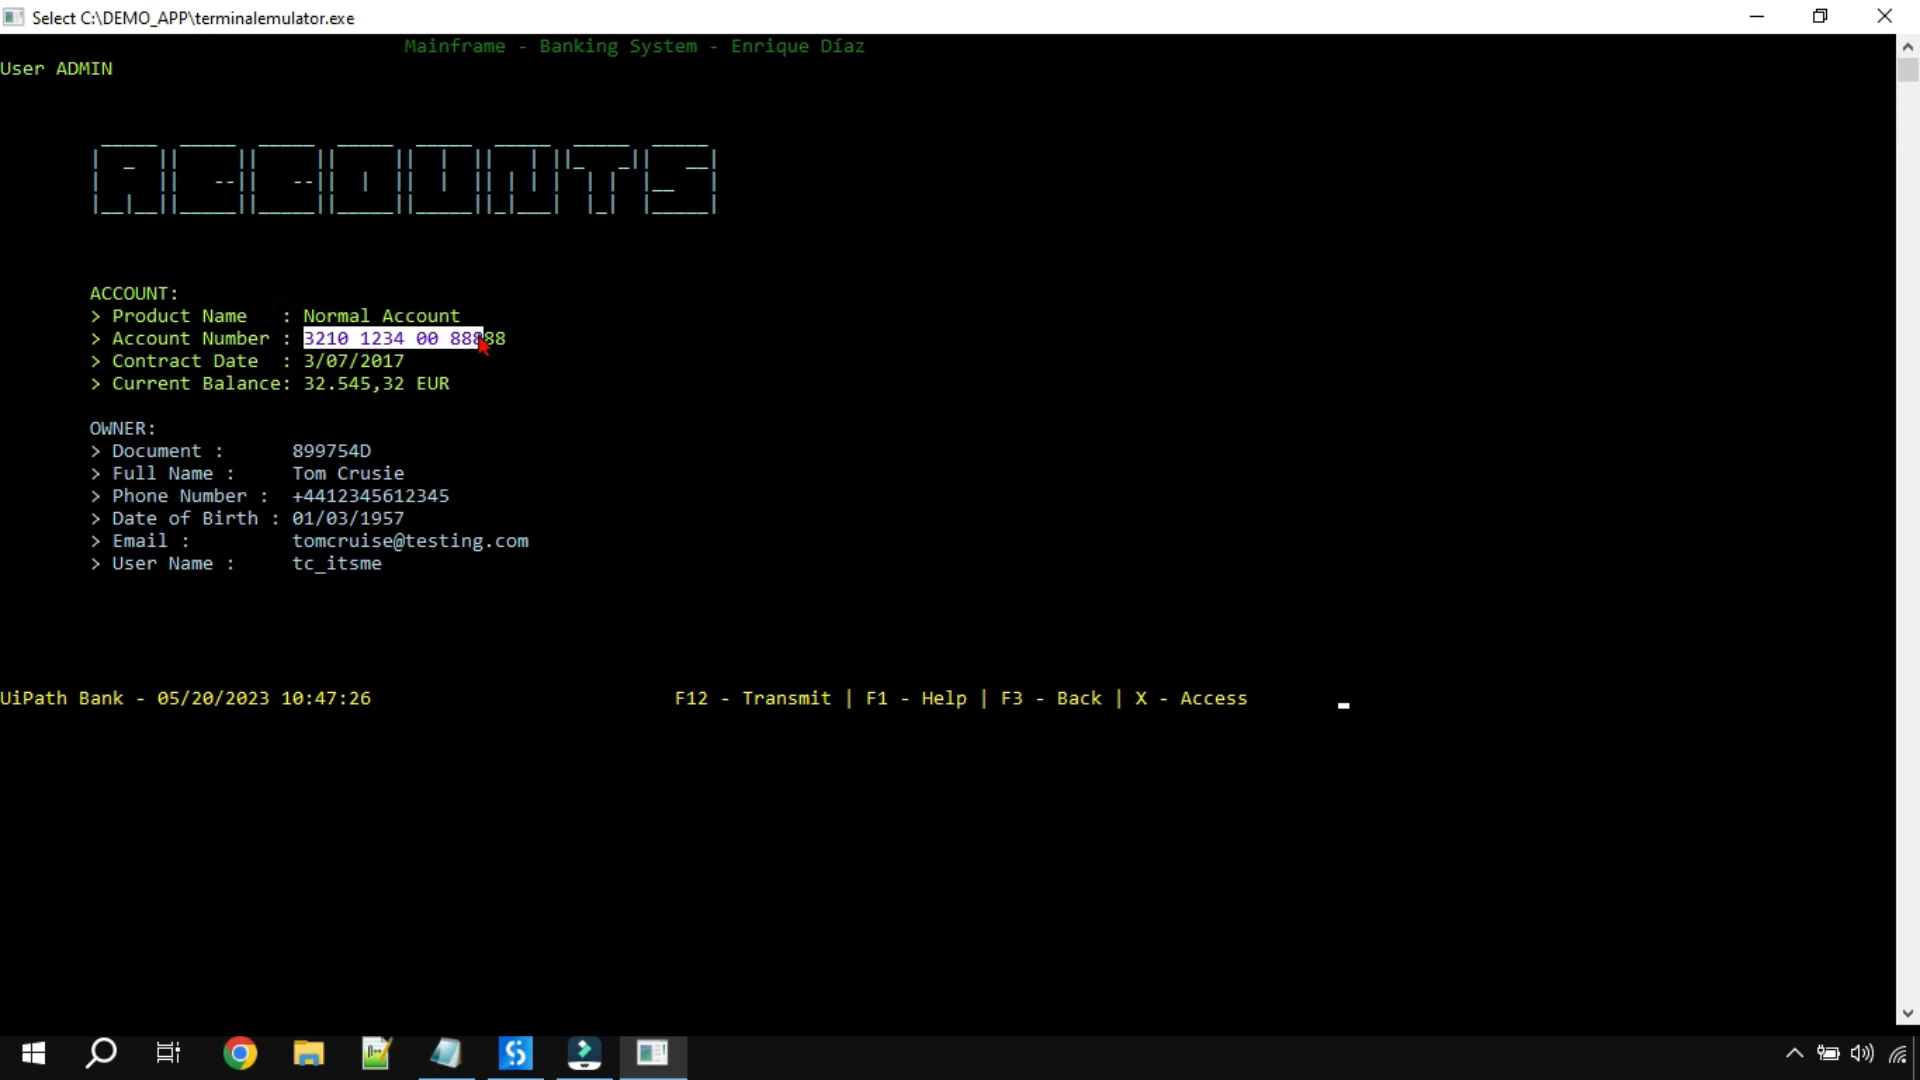 Select C:\DEMO_APP\terminalemulator.exe
Mainframe - Banking System - Enrique Díaz
User ADMIN
ACCOUNTS
ACCOUNT:
> Product Name : Normal Account
> Account Number : 3210 1234 00 88888
> Contract Date : 3/07/2017
> Current Balance: 32.545,32 EUR
OWNER:
> Document : 899754D
> Full Name : Tom Crusie
> Phone Number : +4412345612345
> Date of Birth : 01/03/1957
> Email : tomcruise@testing.com
> User Name : tc_itsme
UiPath Bank - 05/20/2023 10:47:26 F12 - Transmit | F1 - Help | F3 - Back | X - Access